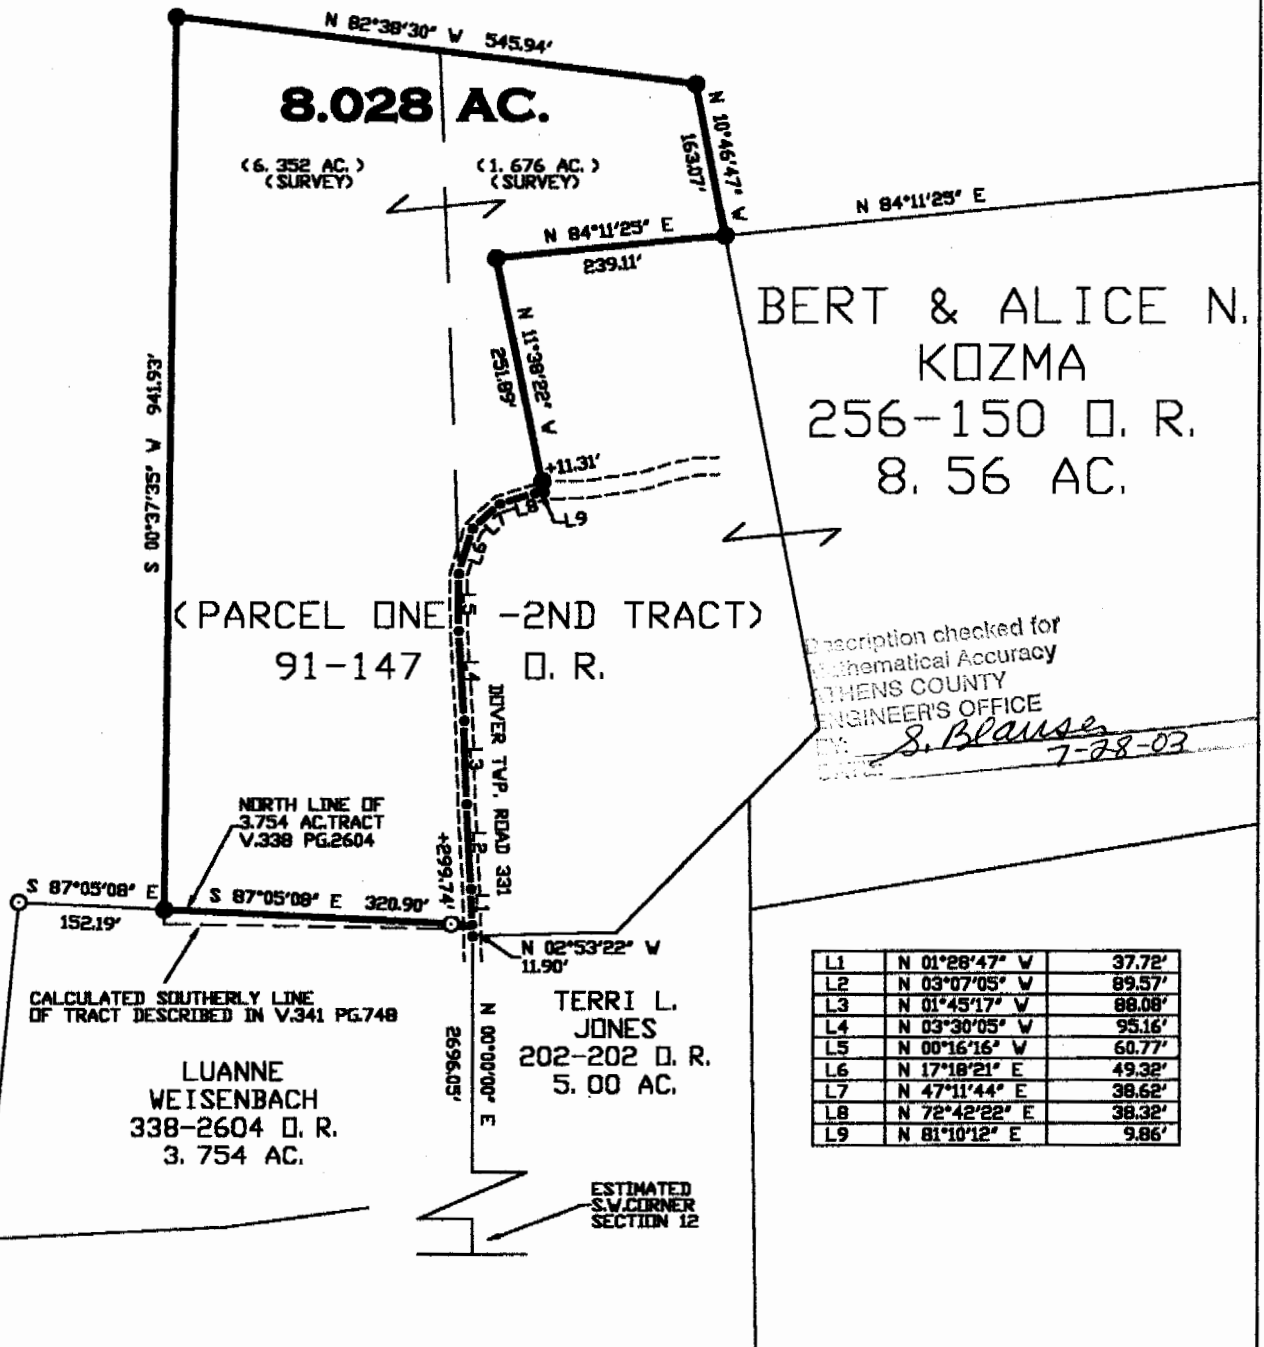 N 82°38'30" W 545.94'
8.028 AC.
(6. 352 AC. )
(SURVEY)
(1. 676 AC. )
(SURVEY)
N 10°46'47" W
163.07'
N 84°11'25" E
N 84°11'25" E
239.11'
BERT & ALICE N.
KOZMA
256-150 O. R.
8. 56 AC.
N 11°38'22" W
251.89'
S 00°37'35" W 941.93'
+11.31'
L9
L8
L7
L6
L5
(PARCEL ONE -2ND TRACT)
91-147 O. R.
L4
L3
L2
L1
DOVER TWP. ROAD 331
+299.74'
Description checked for
Mathematical Accuracy
ATHENS COUNTY
ENGINEER'S OFFICE
BY: S. Blauser
DATE: 7-28-03
NORTH LINE OF
3.754 AC.TRACT
V.338 PG.2604
S 87°05'08" E
152.19'
S 87°05'08" E 320.90'
N 02°53'22" W
11.90'
CALCULATED SOUTHERLY LINE
OF TRACT DESCRIBED IN V.341 PG.748
TERRI L.
JONES
202-202 O. R.
5. 00 AC.
N 00°00'00" E
2696.05'
LUANNE
WEISENBACH
338-2604 O. R.
3. 754 AC.
ESTIMATED
S.W.CORNER
SECTION 12
L1 N 01°28'47" W 37.72'
L2 N 03°07'05" W 89.57'
L3 N 01°45'17" W 88.08'
L4 N 03°30'05" W 95.16'
L5 N 00°16'16" W 60.77'
L6 N 17°18'21" E 49.32'
L7 N 47°11'44" E 38.62'
L8 N 72°42'22" E 38.32'
L9 N 81°10'12" E 9.86'